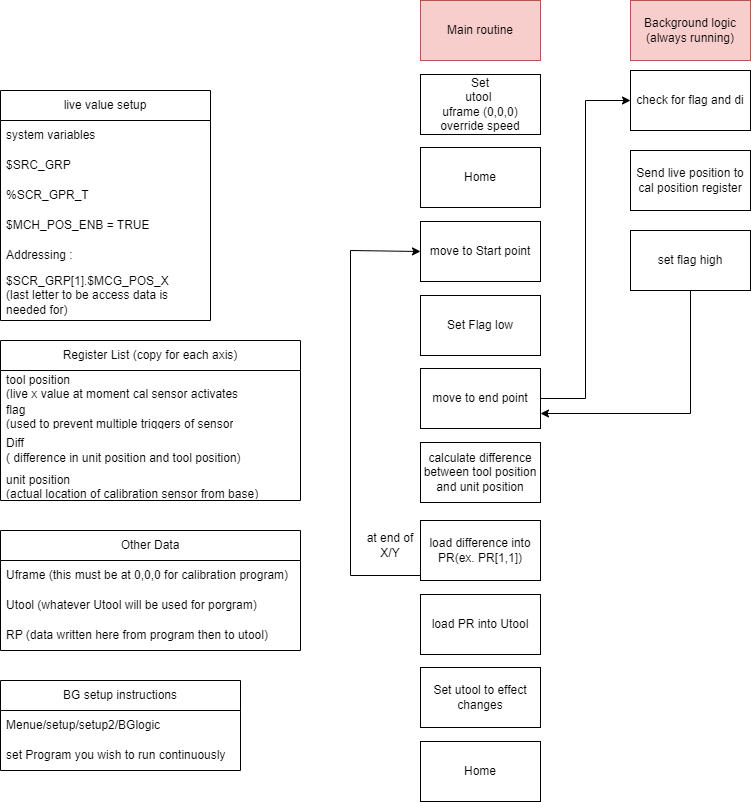 Main routine
Background logic
(always running)
Set
utool
uframe (0,0,0)
override speed
check for flag and di
live value setup
system variables
$SRC_GRP
%SCR_GPR_T
$MCH_POS_ENB = TRUE
Addressing :
$SCR_GRP[1].$MCG_POS_X
(last letter to be access data is
needed for)
Home
Send live position to
cal position register
move to Start point
set flag high
Set Flag low
Register List (copy for each axis)
tool position
(live x value at moment cal sensor activates
flag
(used to prevent multiple triggers of sensor
Diff
( difference in unit position and tool position)
unit position
(actual location of calibration sensor from base)
move to end point
calculate difference
between tool position
and unit position
at end of
X/Y
load difference into
PR(ex. PR[1,1])
Other Data
Uframe (this must be at 0,0,0 for calibration program)
Utool (whatever Utool will be used for porgram)
RP (data written here from program then to utool)
load PR into Utool
Set utool to effect
changes
BG setup instructions
Menue/setup/setup2/BGlogic
set Program you wish to run continuously
Home